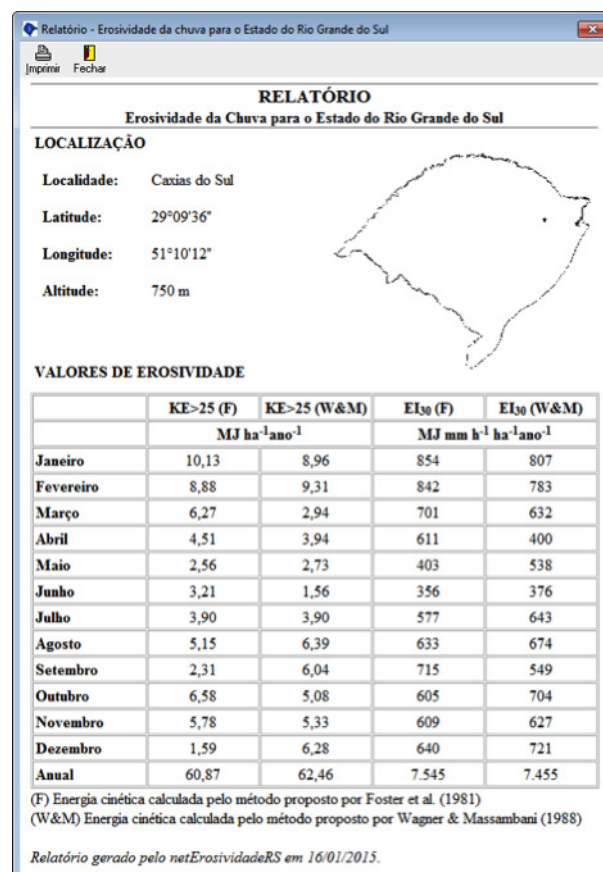 Relatório - Erosividade da chuva para o Estado do Rio Grande do Sul
Imprimir Fechar
RELATÓRIO
Erosividade da Chuva para o Estado do Rio Grande do Sul
LOCALIZAÇÃO
Localidade: Caxias do Sul
Latitude: 29°09'36"
Longitude: 51°10'12"
Altitude: 750 m
VALORES DE EROSIVIDADE
KE>25 (F) KE>25 (W&M) EI30 (F) EI30 (W&M)
MJ ha-1ano-1 MJ mm h-1 ha-1ano-1
Janeiro 10,13 8,96 854 807
Fevereiro 8,88 9,31 842 783
Março 6,27 2,94 701 632
Abril 4,51 3,94 611 400
Maio 2,56 2,73 403 538
Junho 3,21 1,56 356 376
Julho 3,90 3,90 577 643
Agosto 5,15 6,39 633 674
Setembro 2,31 6,04 715 549
Outubro 6,58 5,08 605 704
Novembro 5,78 5,33 609 627
Dezembro 1,59 6,28 640 721
Anual 60,87 62,46 7.545 7.455
(F) Energia cinética calculada pelo método proposto por Foster et al. (1981)
(W&M) Energia cinética calculada pelo método proposto por Wagner & Massambani (1988)
Relatório gerado pelo netErosividadeRS em 16/01/2015.